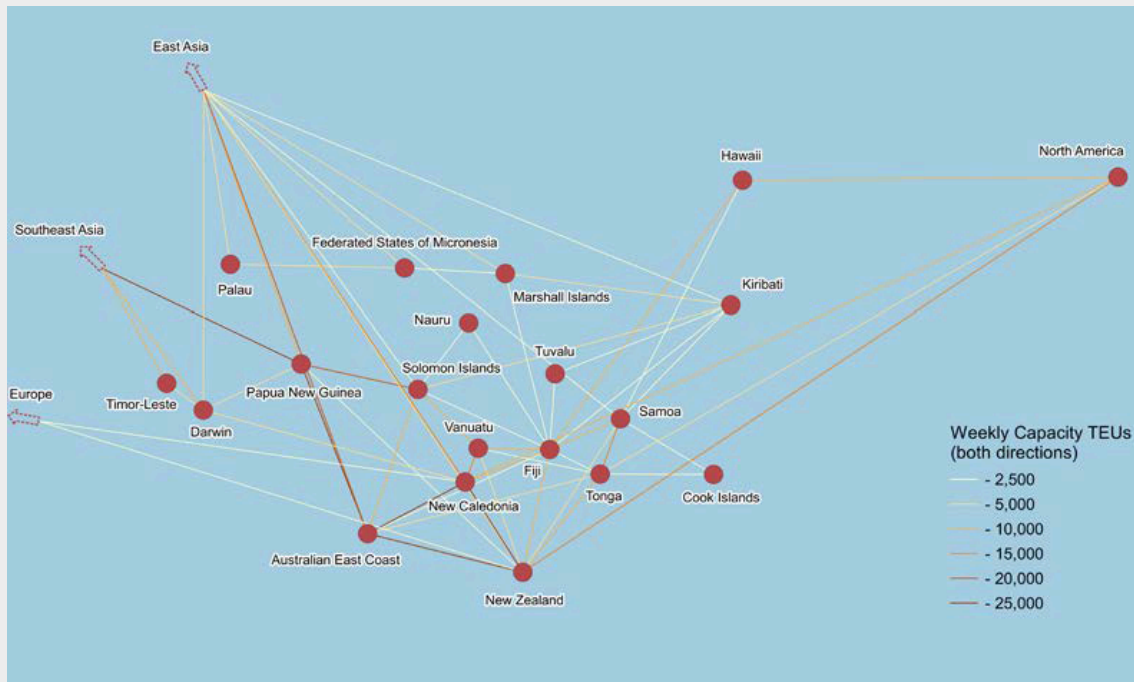 East Asia
Hawaii
North America
Southeast Asia
Federated States of Micronesia
Palau
Marshall Islands
Kiribati
Nauru
Tuvalu
Solomon Islands
Papua New Guinea
Europe
Timor-Leste
Darwin
Samoa
Vanuatu
Fiji
Tonga
Cook Islands
New Caledonia
Australian East Coast
New Zealand
Weekly Capacity TEUs
(both directions)
- 2,500
- 5,000
- 10,000
- 15,000
- 20,000
- 25,000